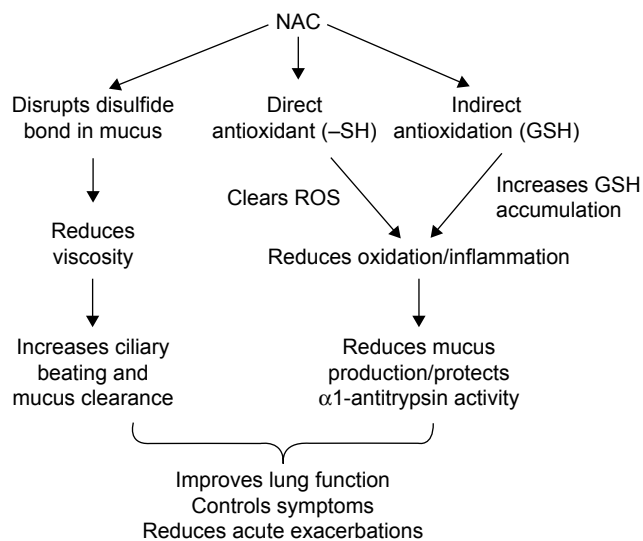 NAC
Disrupts disulfide
bond in mucus
Direct
antioxidant (–SH)
Indirect
antioxidation (GSH)
Clears ROS
Increases GSH
accumulation
Reduces
viscosity
Reduces oxidation/inflammation
Increases ciliary
beating and
mucus clearance
Reduces mucus
production/protects
α1-antitrypsin activity
Improves lung function
Controls symptoms
Reduces acute exacerbations